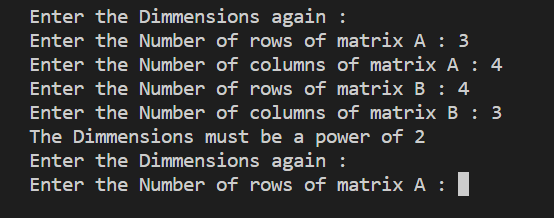 Enter the Dimmensions again :
Enter the Number of rows of matrix A : 3
Enter the Number of columns of matrix A : 4
Enter the Number of rows of matrix B : 4
Enter the Number of columns of matrix B : 3
The Dimmensions must be a power of 2
Enter the Dimmensions again :
Enter the Number of rows of matrix A :